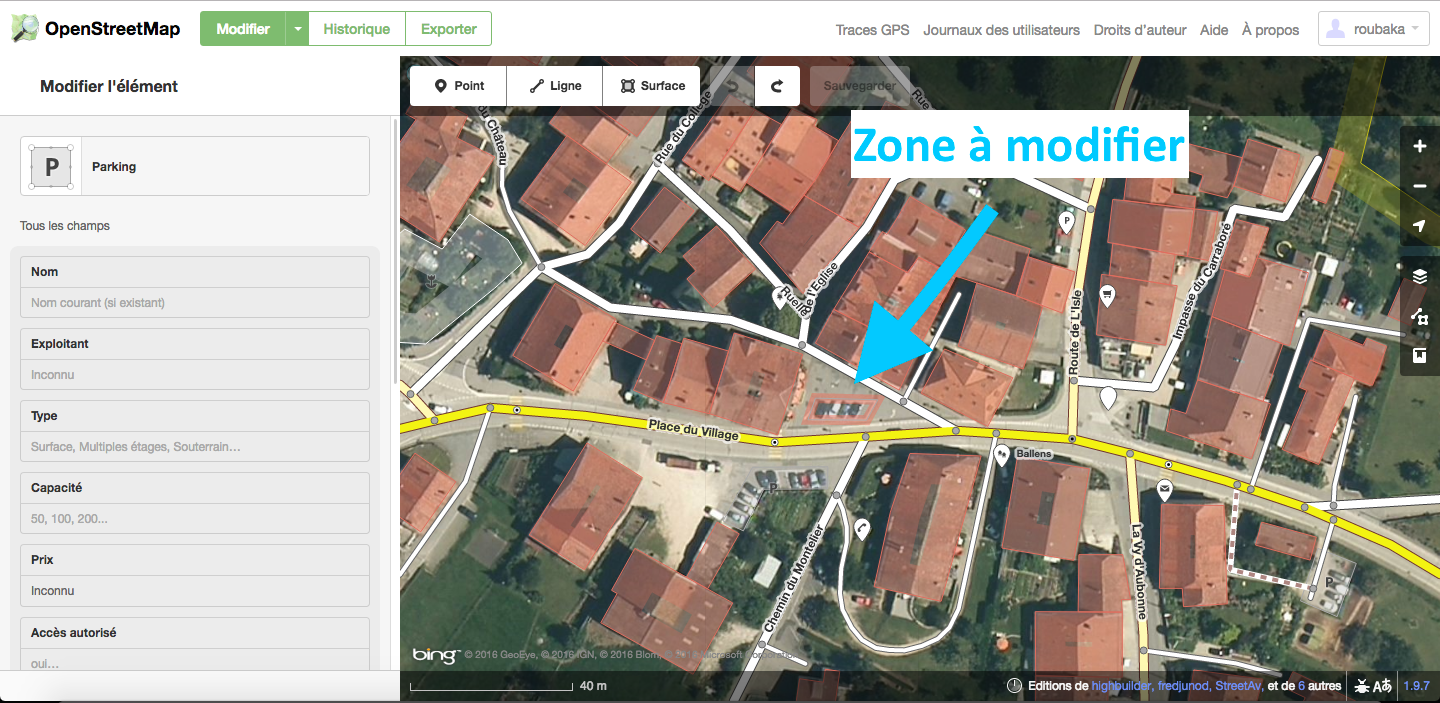 OpenStreetMap
Modifier
Historique
Exporter
Traces GPS
Journaux des utilisateurs
Droits d'auteur
Aide
À propos
roubaka
Modifier l'élément
Point
Ligne
Surface
Sauvegarder
P
Parking
Tous les champs
Nom
Nom courant (si existant)
Exploitant
Inconnu
Type
Surface, Multiples étages, Souterrain...
Capacité
50, 100, 200...
Prix
Inconnu
Accès autorisé
oui...
Zone à modifier
du Château
Rue du Collège
Rue
Ruelle
de l'Eglise
Route de L'Isle
Impasse du Carraboré
P
Place du Village
Ballens
P
Chemin du Montelier
La Vy d'Aubonne
P
bing
© 2016 GeoEye, © 2016 IGN, © 2016 Blom, © 2016 Microsoft Corporation
40 m
Editions de highbuilder, fredjunod, StreetAv, et de 6 autres
1.9.7